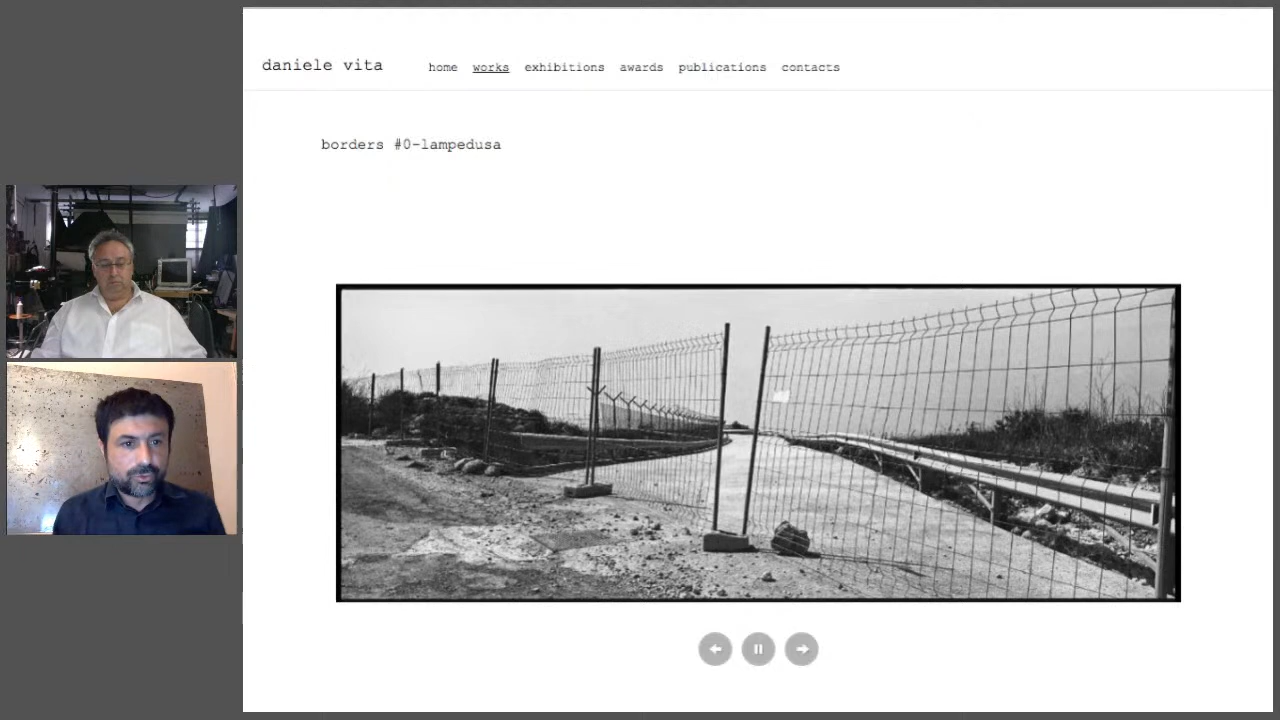 daniele vita
home works exhibitions awards publications contacts
borders #0-lampedusa